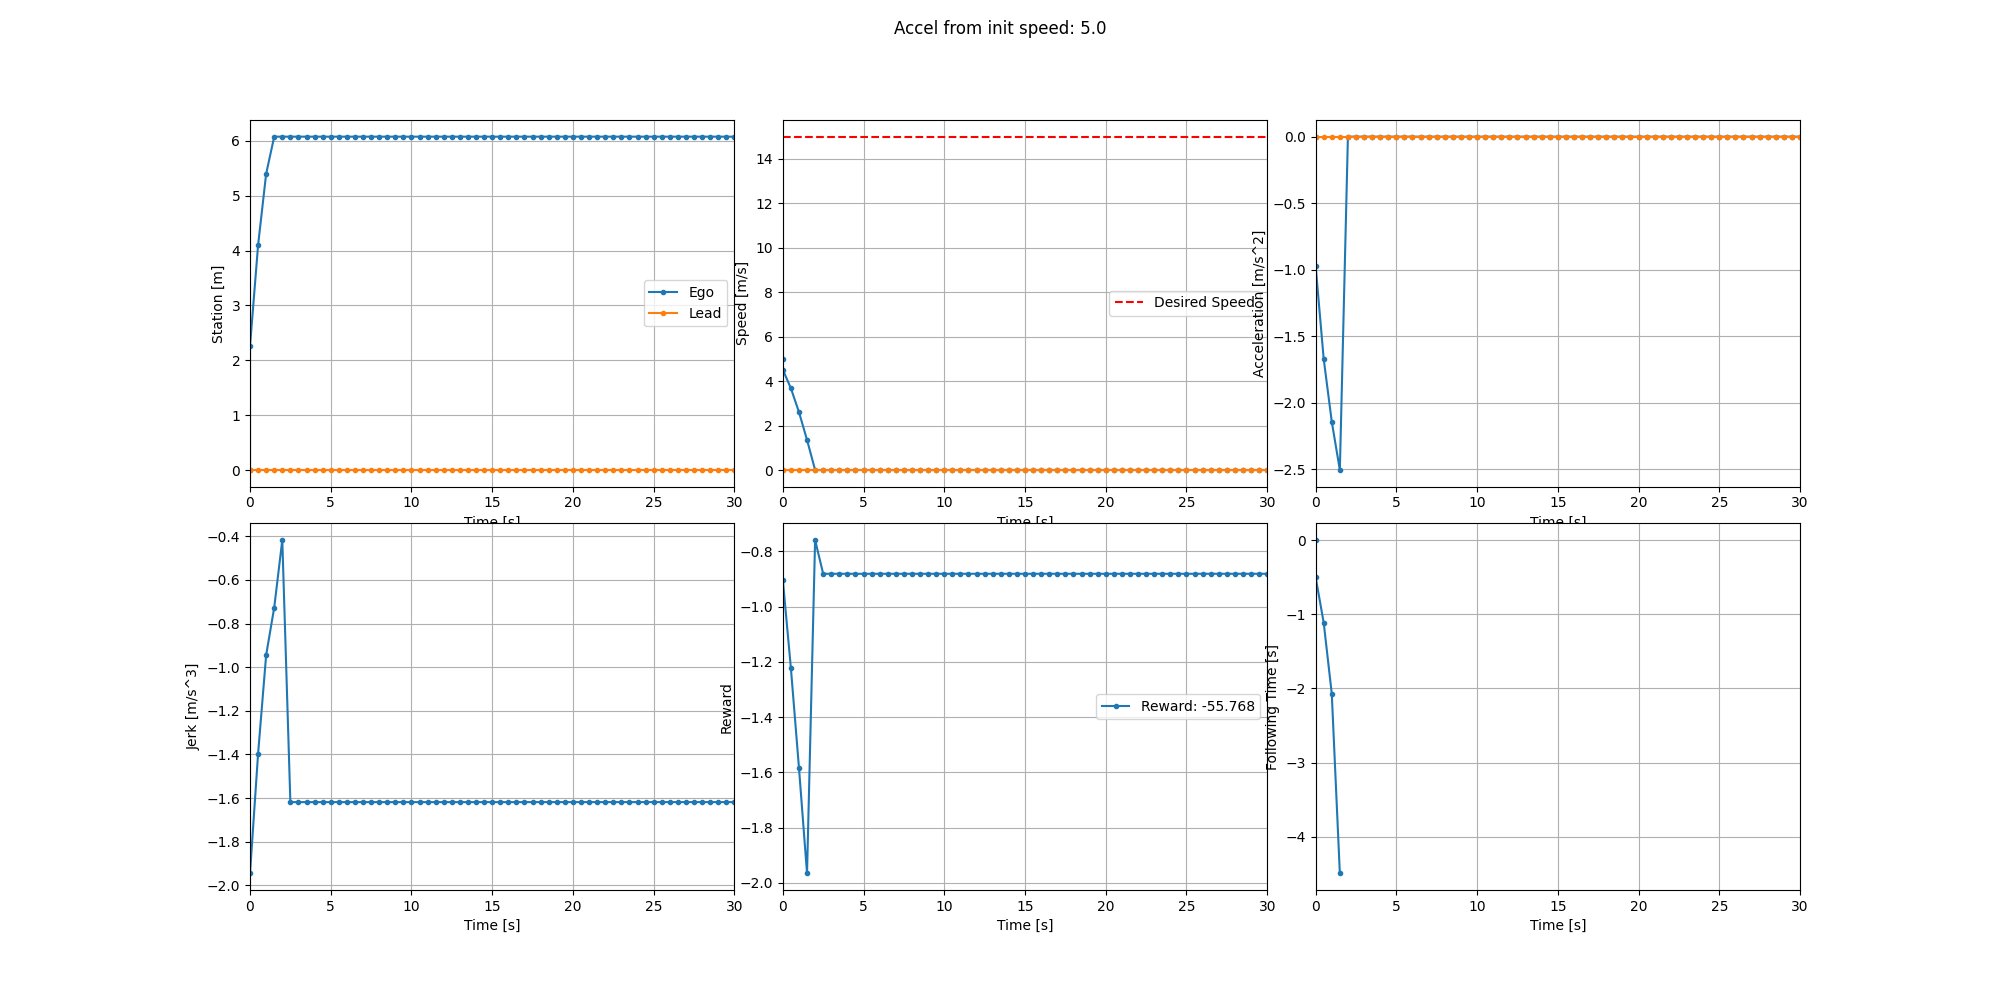 Accel from init speed: 5.0
Station [m]
6
5
4
3
2
1
0
0 5 10 15 20 25 30
Time [s]
Ego
Lead
Speed [m/s]
14
12
10
8
6
4
2
0
0 5 10 15 20 25 30
Time [s]
Desired Speed
Acceleration [m/s^2]
0.0
−0.5
−1.0
−1.5
−2.0
−2.5
0 5 10 15 20 25 30
Time [s]
Jerk [m/s^3]
−0.4
−0.6
−0.8
−1.0
−1.2
−1.4
−1.6
−1.8
−2.0
0 5 10 15 20 25 30
Time [s]
Reward
−0.8
−1.0
−1.2
−1.4
−1.6
−1.8
−2.0
0 5 10 15 20 25 30
Time [s]
Reward: -55.768
Following Time [s]
0
−1
−2
−3
−4
0 5 10 15 20 25 30
Time [s]